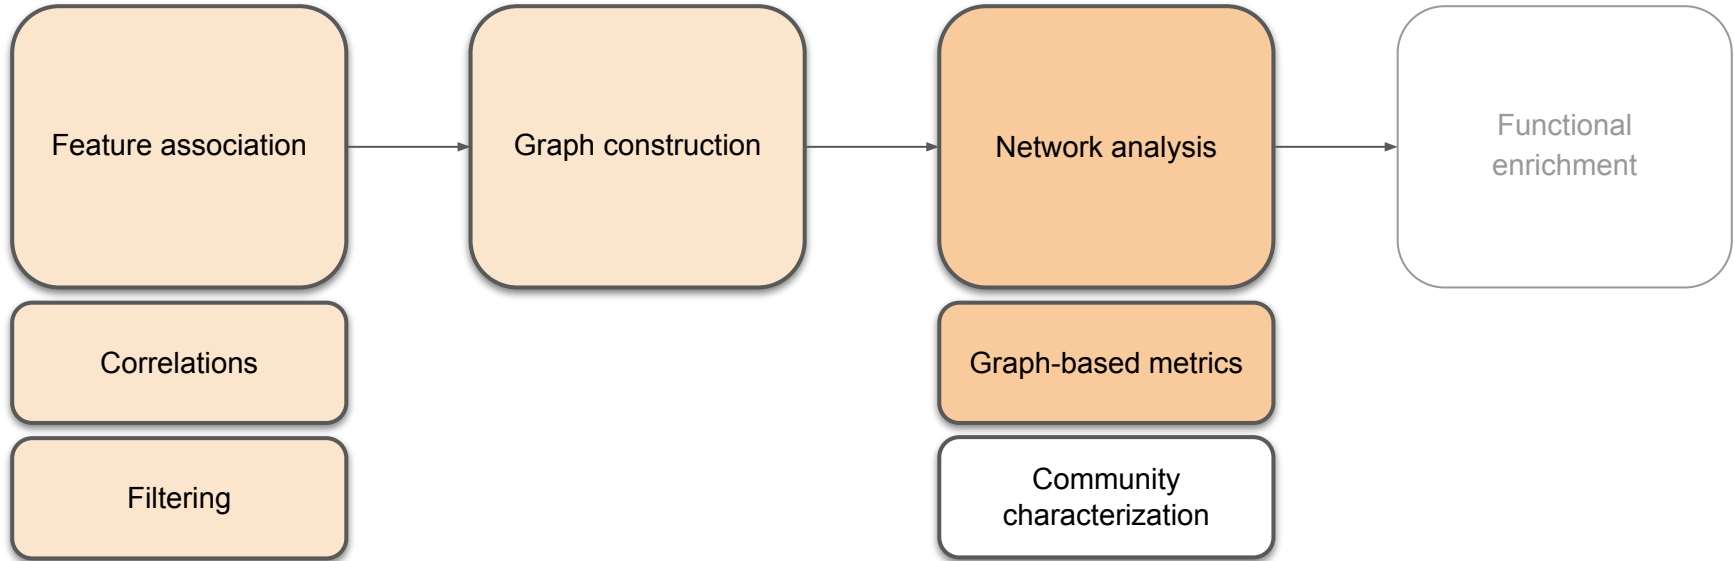 Feature association
Graph construction
Network analysis
Functional
enrichment
Correlations
Graph-based metrics
Filtering
Community
characterization